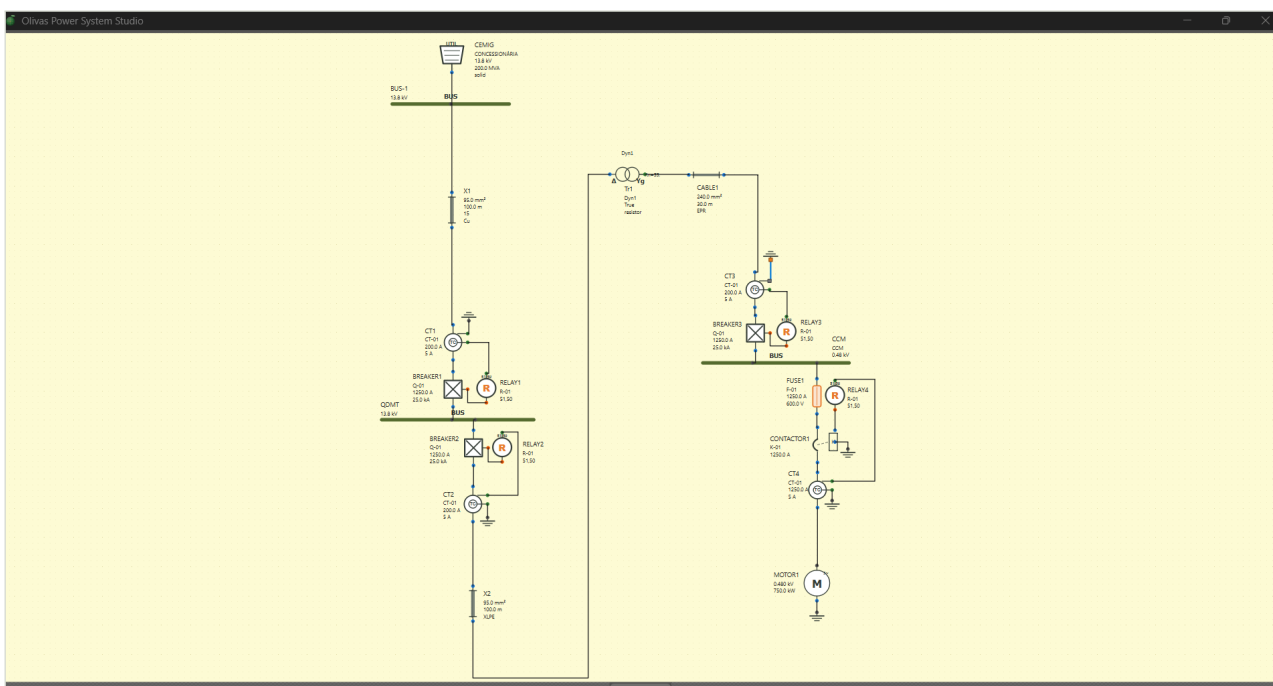 Olivas Power System Studio
UTIL
CEMIG
CONCESSIONÁRIA
13.8 kV
200.0 MVA
solid
BUS-1
13.8 kV
BUS
X1
95.0 mm²
100.0 m
15
Cu
CT1
CT-01
200.0 A
5 A
TC
BREAKER1
Q-01
1250.0 A
25.0 kA
R
RELAY1
R-01
51,50
QDMT
13.8 kV
BUS
BREAKER2
Q-01
1250.0 A
25.0 kA
R
RELAY2
R-01
51,50
CT2
CT-01
200.0 A
5 A
TC
X2
95.0 mm²
100.0 m
XLPE
Dyn1
Δ
Yg
Tr1
Dyn1
True
resistor
CABLE1
240.0 mm²
30.0 m
EPR
CT3
CT-01
200.0 A
5 A
TC
BREAKER3
Q-01
1250.0 A
25.0 kA
R
RELAY3
R-01
51,50
CCM
CCM
0.48 kV
BUS
FUSE1
F-01
1250.0 A
600.0 V
R
RELAY4
R-01
51,50
CONTACTOR1
K-01
1250.0 A
CT4
CT-01
1250.0 A
5 A
TC
MOTOR1
0.480 kV
750.0 kW
M